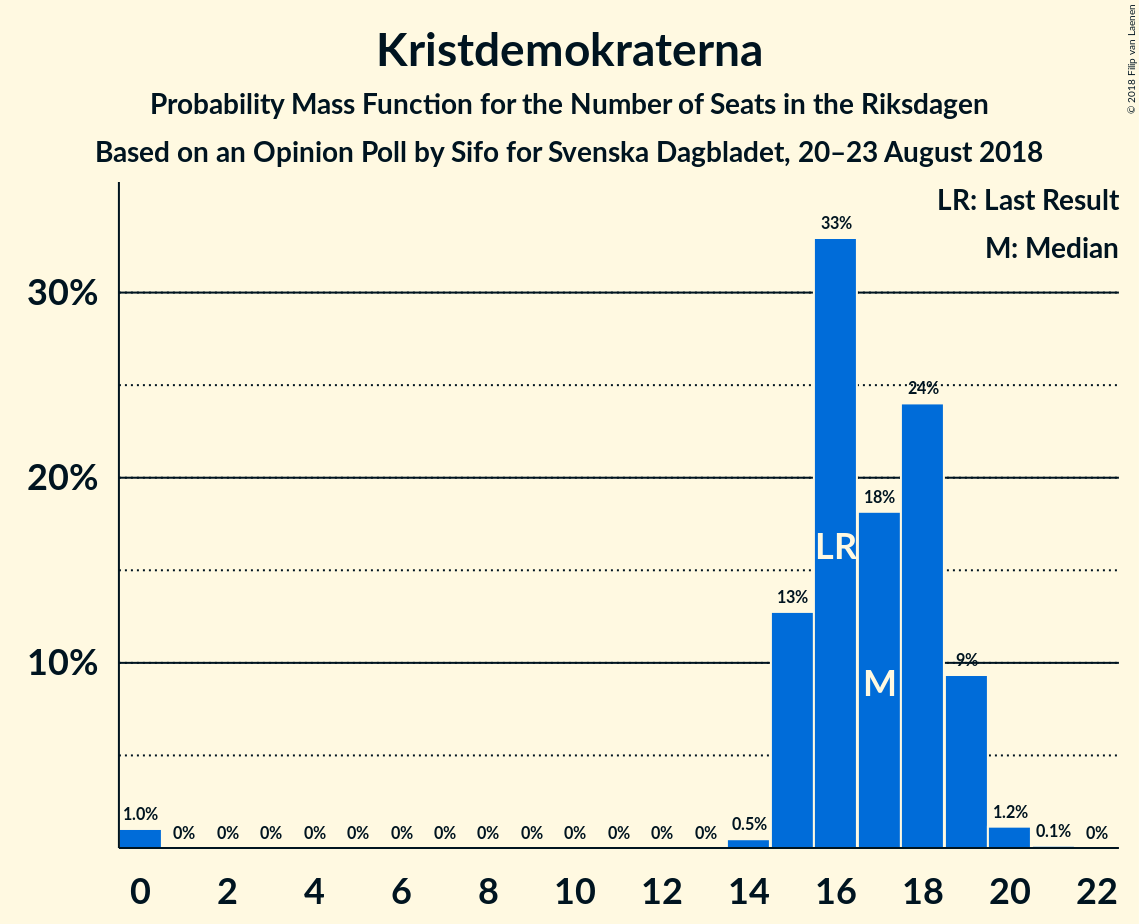 Kristdemokraterna
Probability Mass Function for the Number of Seats in the Riksdagen
Based on an Opinion Poll by Sifo for Svenska Dagbladet, 20–23 August 2018
© 2018 Filip van Laenen
LR: Last Result
M: Median
33%
30%
24%
20%
18%
LR
13%
10%
9%
M
1.0% 0% 0% 0% 0% 0% 0% 0% 0% 0% 0% 0% 0% 0% 0.5% 1.2% 0.1% 0%
0 2 4 6 8 10 12 14 16 18 20 22